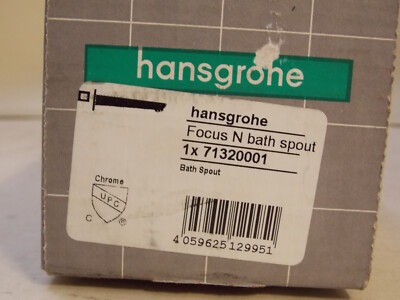 hansgrohe
hansgrohe
Focus N bath spout
1x 71320001
Bath Spout
Chrome
UPC
C ®
4 059625 129951